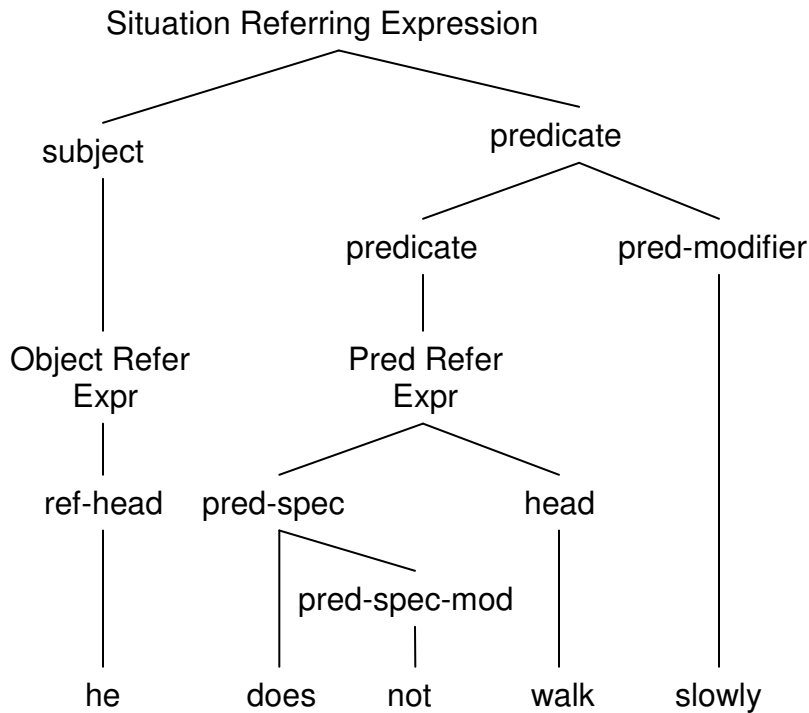 Situation Referring Expression
subject
predicate
predicate
pred-modifier
Object Refer
Expr
Pred Refer
Expr
ref-head
pred-spec
head
pred-spec-mod
he
does
not
walk
slowly